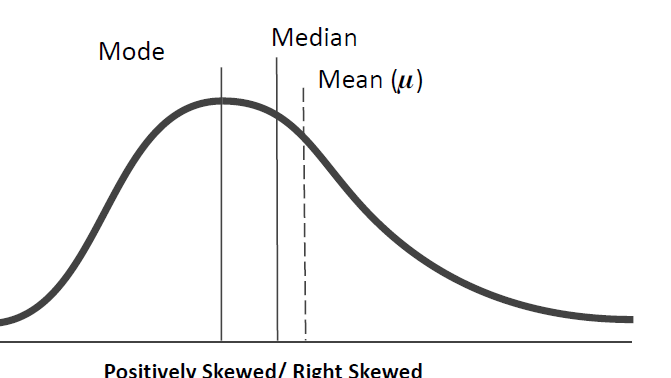 Mode
Median
Mean (μ)
Positively Skewed/ Right Skewed